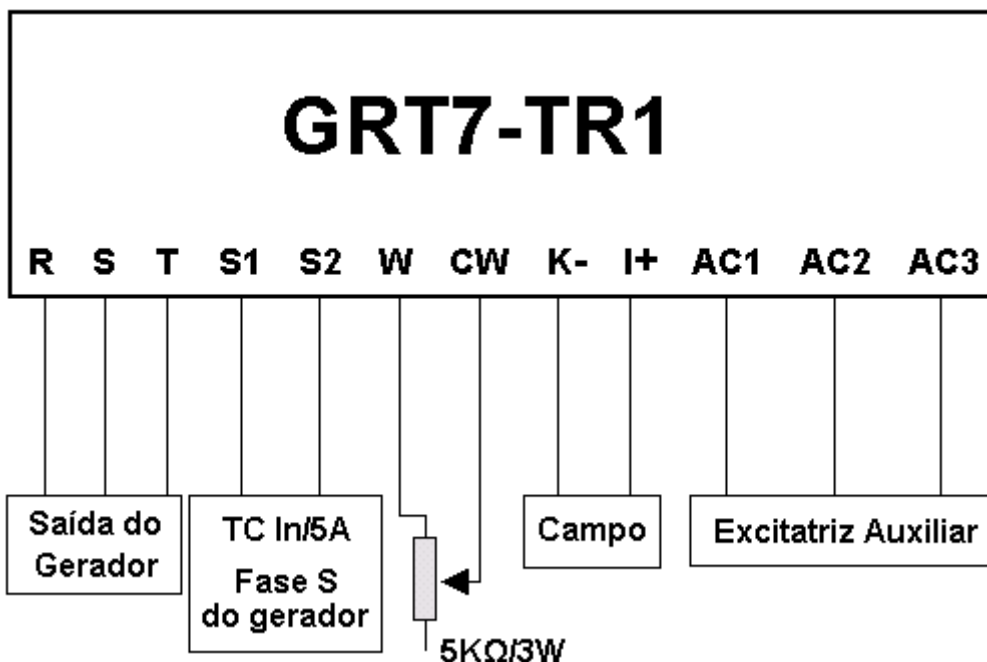 GRT7-TR1
R S T S1 S2 W CW K- I+ AC1 AC2 AC3
Saída do
Gerador
TC In/5A
Fase S
do gerador
5KΩ/3W
Campo
Excitatriz Auxiliar